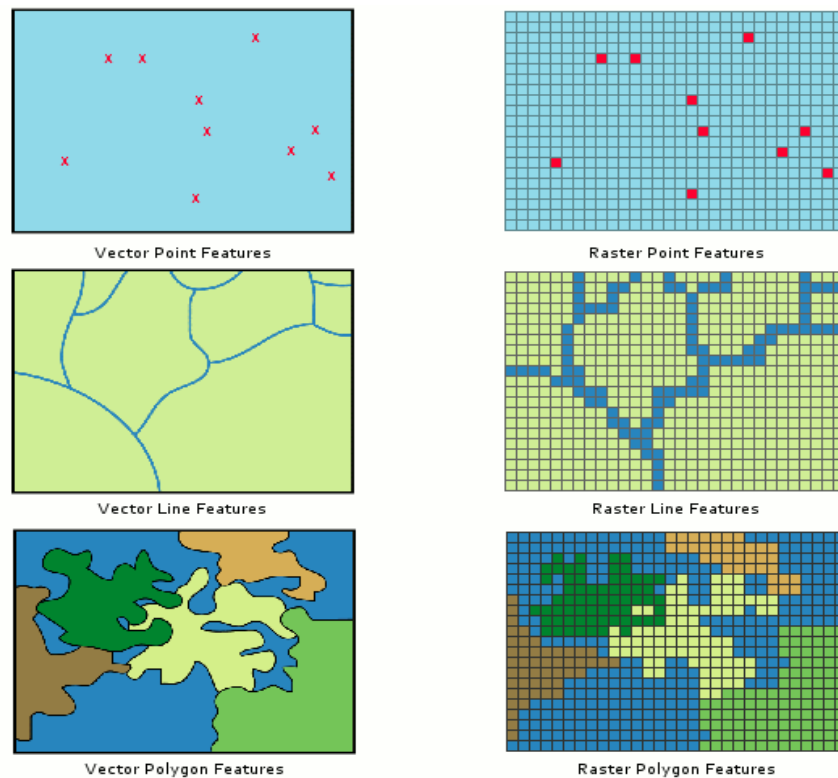 Vector Point Features
Raster Point Features
Vector Line Features
Raster Line Features
Vector Polygon Features
Raster Polygon Features